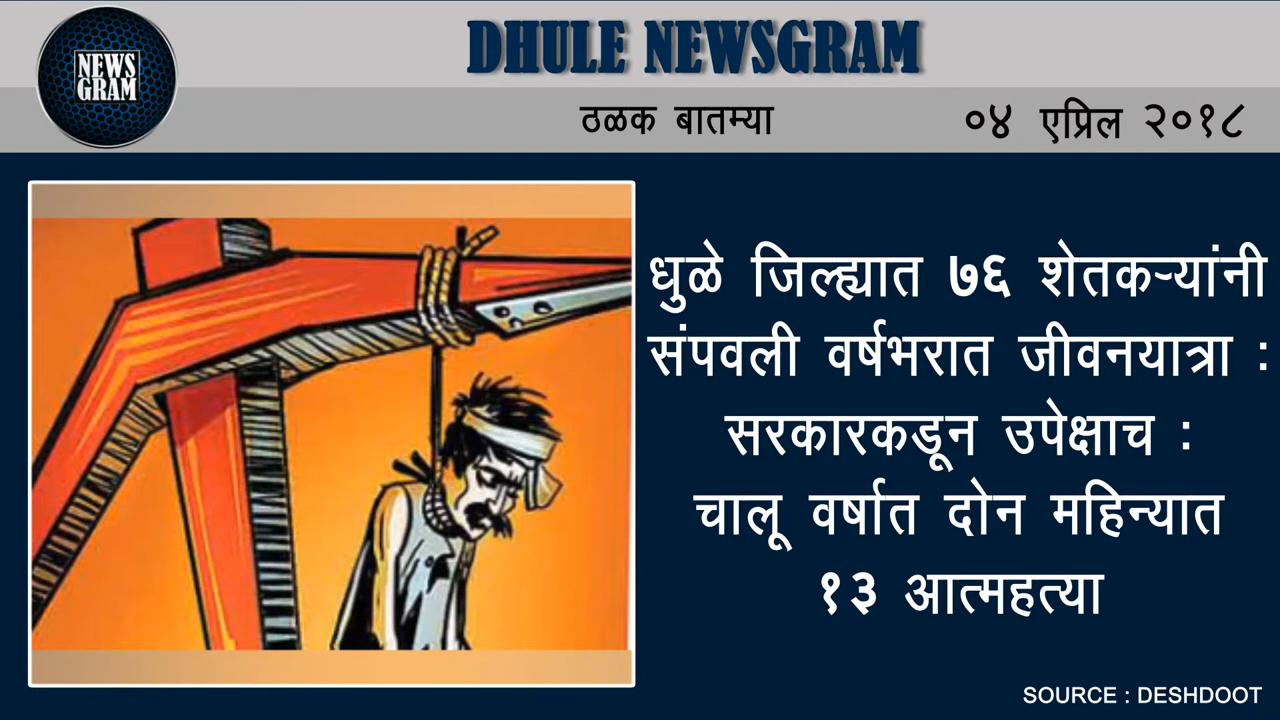 NEWS
GRAM
DHULE NEWSGRAM
ठळक बातम्या
०४ एप्रिल २०१८
धुळे जिल्ह्यात ७६ शेतकऱ्यांनी
संपवली वर्षभरात जीवनयात्रा :
सरकारकडून उपेक्षाच :
चालू वर्षात दोन महिन्यात
१३ आत्महत्या
SOURCE : DESHDOOT